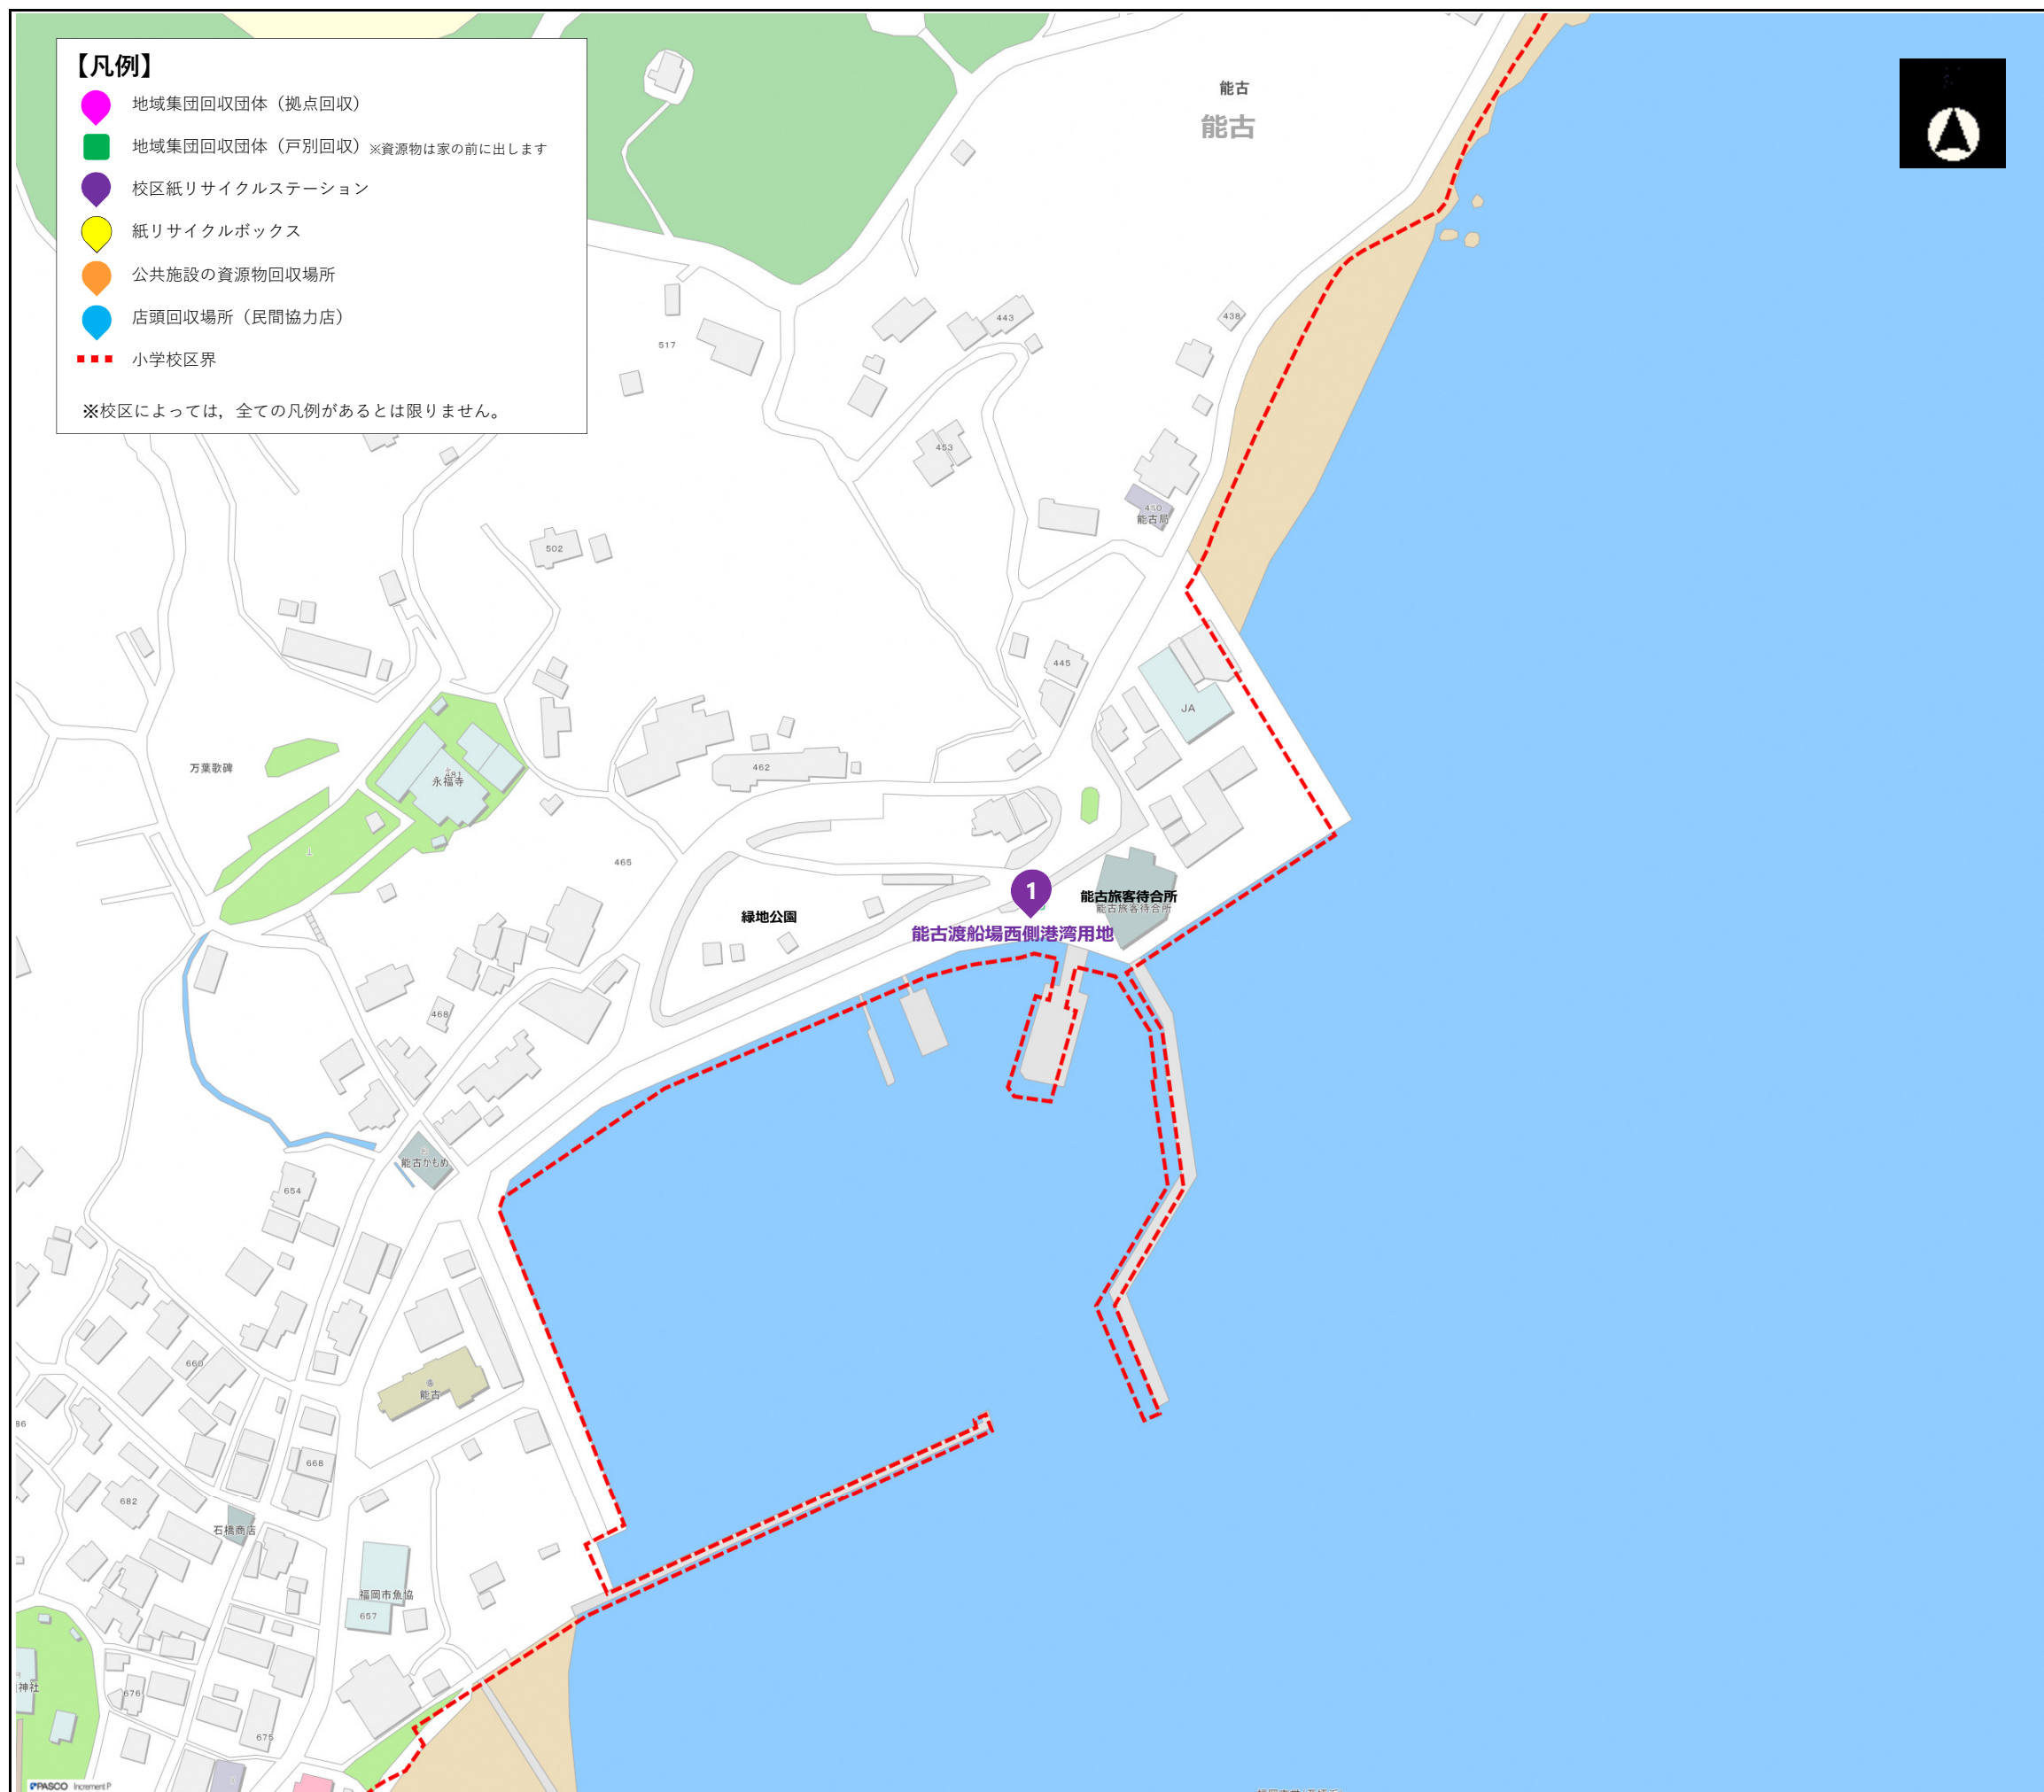 【凡例】
地域集団回収団体（拠点回収）
地域集団回収団体（戸別回収）※資源物は家の前に出します
校区紙リサイクルステーション
紙リサイクルボックス
公共施設の資源物回収場所
店頭回収場所（民間協力店）
小学校区界
※校区によっては，全ての凡例があるとは限りません。
能古
能古
517
443
438
453
能古局
502
445
JA
万葉歌碑
481
永福寺
462
465
1
能古旅客待合所
能古旅客待合所
緑地公園
能古渡船場西側港湾用地
468
能古かもめ
654
660
能古
86
668
682
石橋商店
福岡市魚協
657
神社
676
675
PASCO Increment P